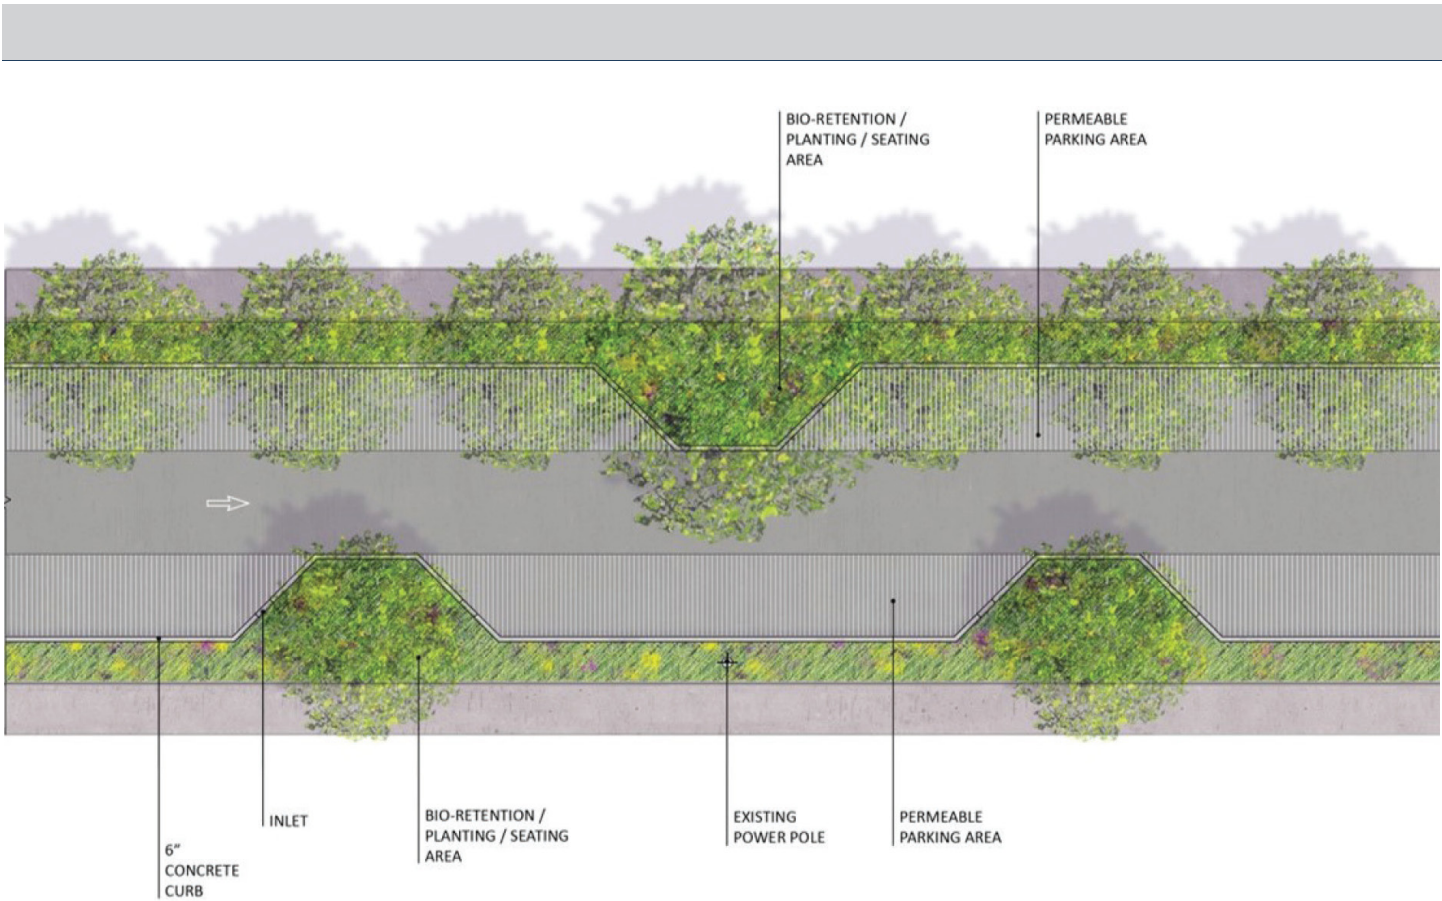 BIO-RETENTION /
PLANTING / SEATING
AREA
PERMEABLE
PARKING AREA
6”
CONCRETE
CURB
INLET
BIO-RETENTION /
PLANTING / SEATING
AREA
EXISTING
POWER POLE
PERMEABLE
PARKING AREA